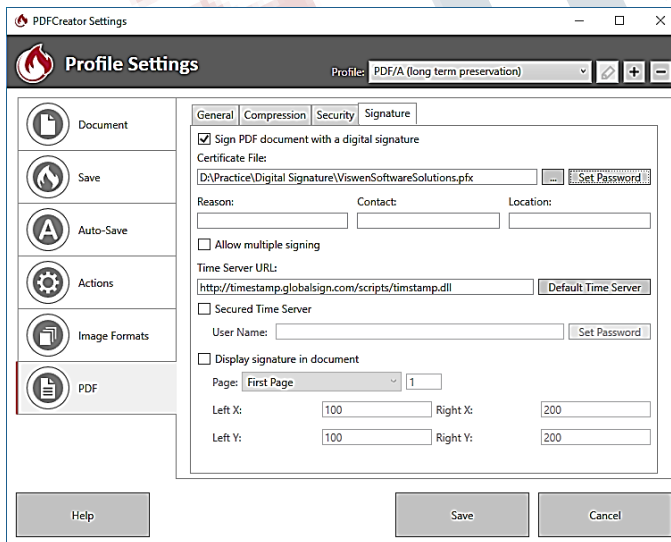 PDFCreator Settings
Profile Settings
Profile: PDF/A (long term preservation)
Document
Save
Auto-Save
Actions
Image Formats
PDF
General Compression Security Signature
Sign PDF document with a digital signature
Certificate File:
D:\Practice\Digital Signature\ViswenSoftwareSolutions.pfx ... Set Password
Reason: Contact: Location:
Allow multiple signing
Time Server URL:
http://timestamp.globalsign.com/scripts/timstamp.dll Default Time Server
Secured Time Server
User Name: Set Password
Display signature in document
Page: First Page 1
Left X: 100 Right X: 200
Left Y: 100 Right Y: 200
Help Save Cancel